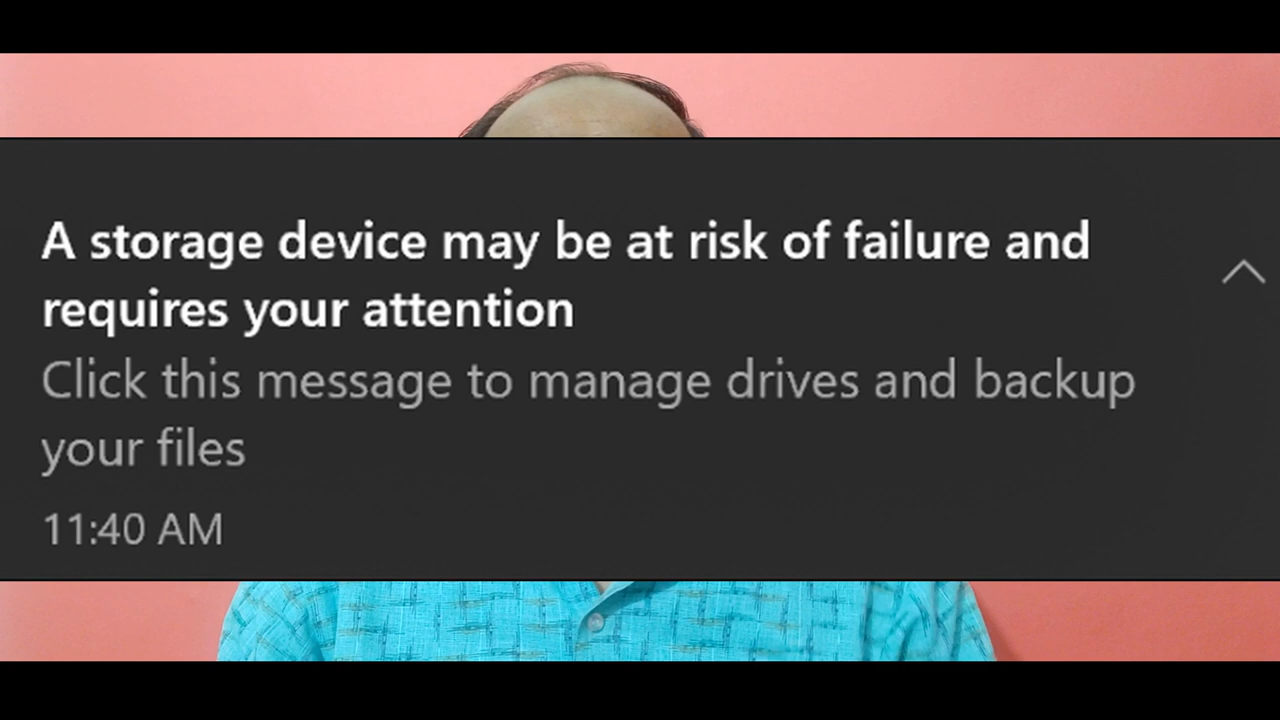 A storage device may be at risk of failure and
requires your attention
Click this message to manage drives and backup
your files
11:40 AM